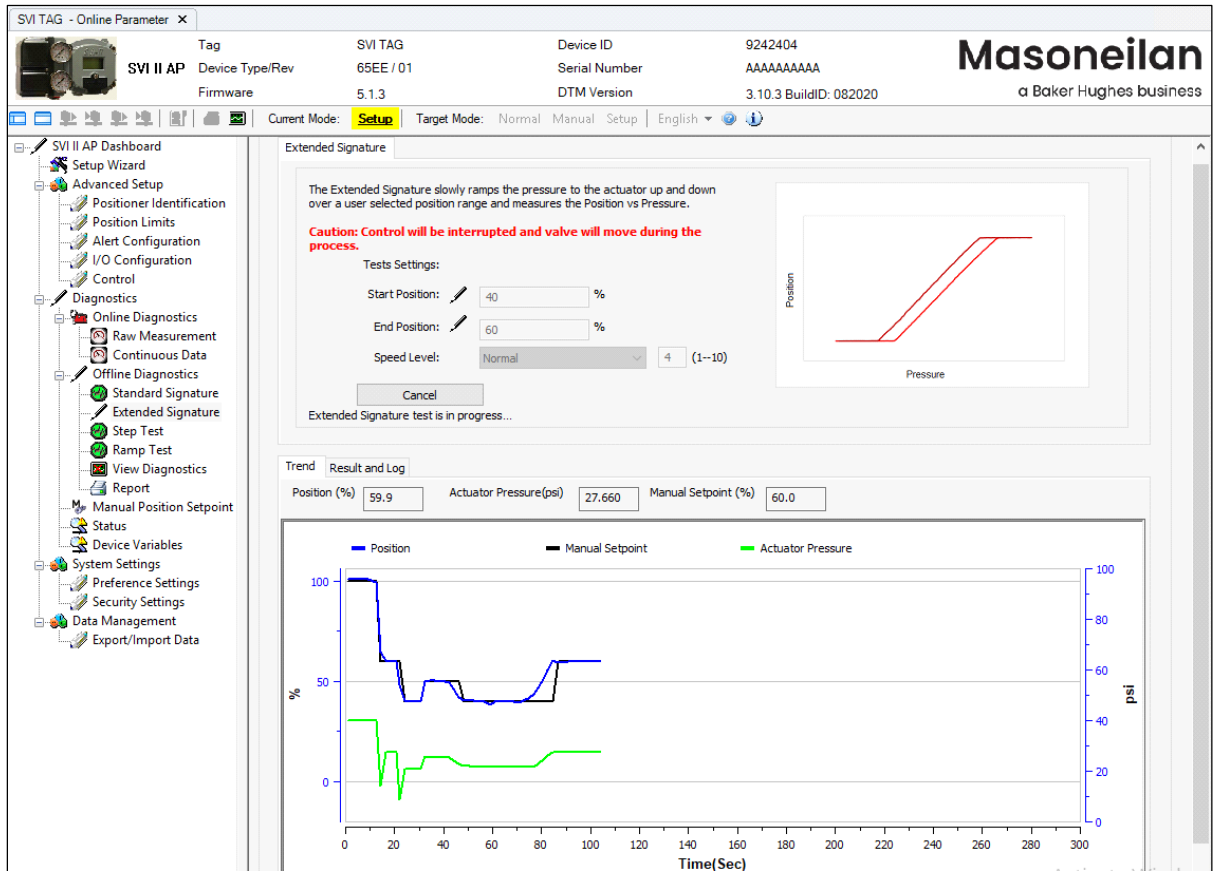 SVI TAG - Online Parameter ×
Tag SVI TAG Device ID 9242404
SVI II AP Device Type/Rev 65EE / 01 Serial Number AAAAAAAAAA
Firmware 5.1.3 DTM Version 3.10.3 BuildID: 082020
Masoneilan
a Baker Hughes business
Current Mode: Setup Target Mode: Normal Manual Setup English
SVI II AP Dashboard
Setup Wizard
Advanced Setup
Positioner Identification
Position Limits
Alert Configuration
I/O Configuration
Control
Diagnostics
Online Diagnostics
Raw Measurement
Continuous Data
Offline Diagnostics
Standard Signature
Extended Signature
Step Test
Ramp Test
View Diagnostics
Report
Manual Position Setpoint
Status
Device Variables
System Settings
Preference Settings
Security Settings
Data Management
Export/Import Data
Extended Signature
The Extended Signature slowly ramps the pressure to the actuator up and down
over a user selected position range and measures the Position vs Pressure.
Caution: Control will be interrupted and valve will move during the
process.
Tests Settings:
Start Position: 40 %
End Position: 60 %
Speed Level: Normal 4 (1--10)
Cancel
Extended Signature test is in progress...
Position
Pressure
Trend Result and Log
Position (%) 59.9 Actuator Pressure(psi) 27.660 Manual Setpoint (%) 60.0
Position Manual Setpoint Actuator Pressure
100
50
0
%
100
80
60
40
20
0
psi
0 20 40 60 80 100 120 140 160 180 200 220 240 260 280 300
Time(Sec)